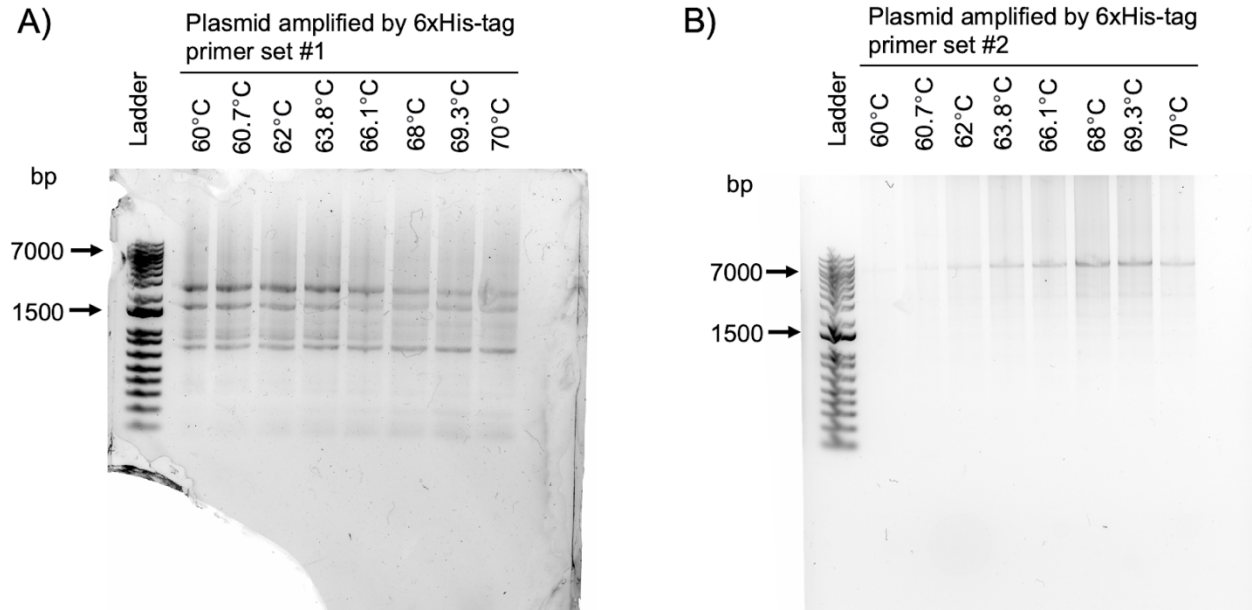 A)
Plasmid amplified by 6xHis-tag
primer set #1
Ladder
60°C
60.7°C
62°C
63.8°C
66.1°C
68°C
69.3°C
70°C
bp
7000
1500
B)
Plasmid amplified by 6xHis-tag
primer set #2
Ladder
60°C
60.7°C
62°C
63.8°C
66.1°C
68°C
69.3°C
70°C
bp
7000
1500